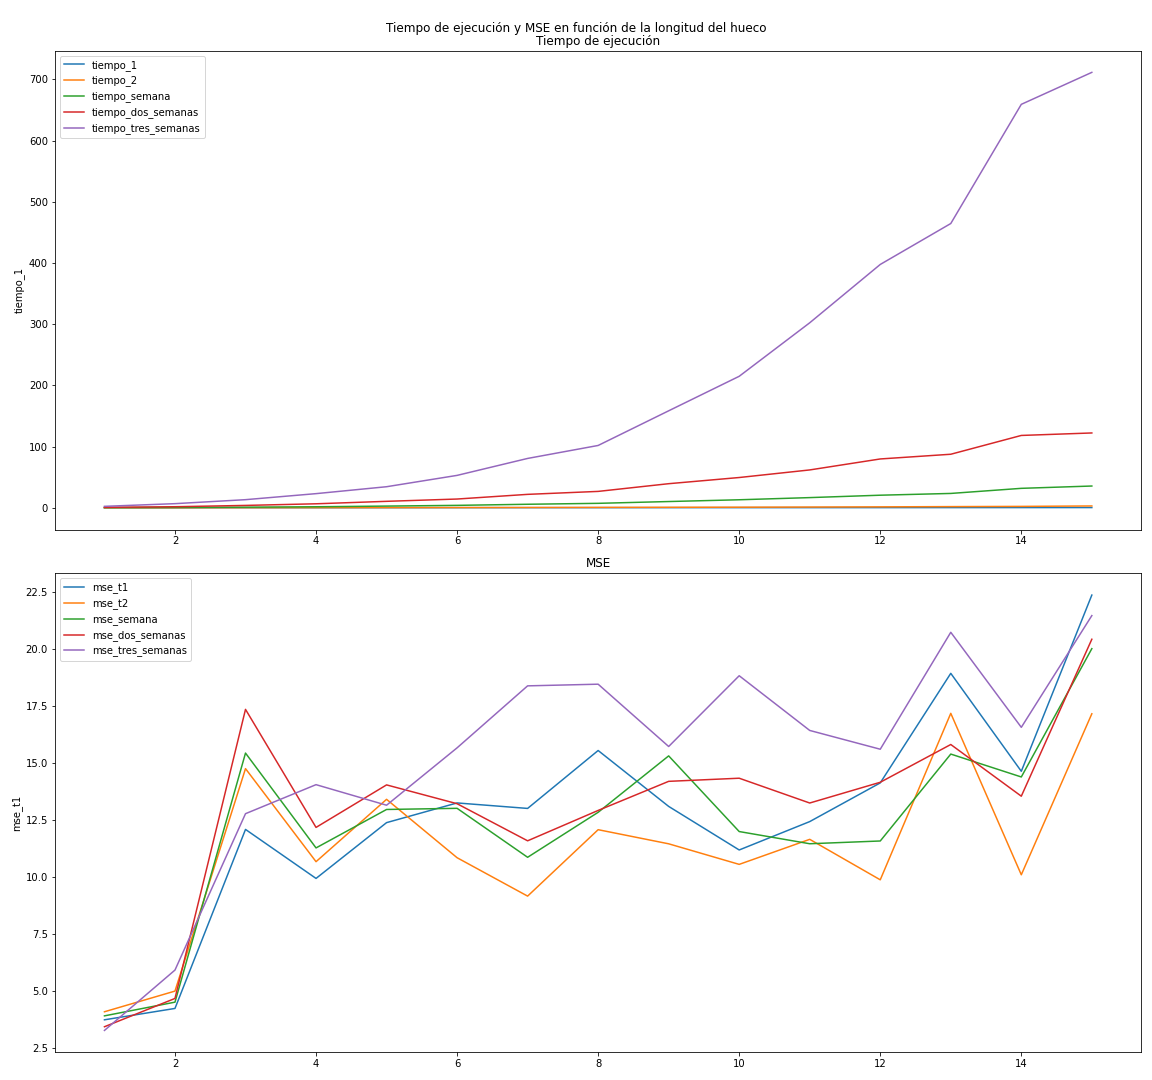 Tiempo de ejecución y MSE en función de la longitud del hueco
Tiempo de ejecución
tiempo_1
tiempo_2
tiempo_semana
tiempo_dos_semanas
tiempo_tres_semanas
700
600
500
400
300
200
100
0
tiempo_1
2 4 6 8 10 12 14
MSE
mse_t1
mse_t2
mse_semana
mse_dos_semanas
mse_tres_semanas
22.5
20.0
17.5
15.0
12.5
10.0
7.5
5.0
2.5
mse_t1
2 4 6 8 10 12 14